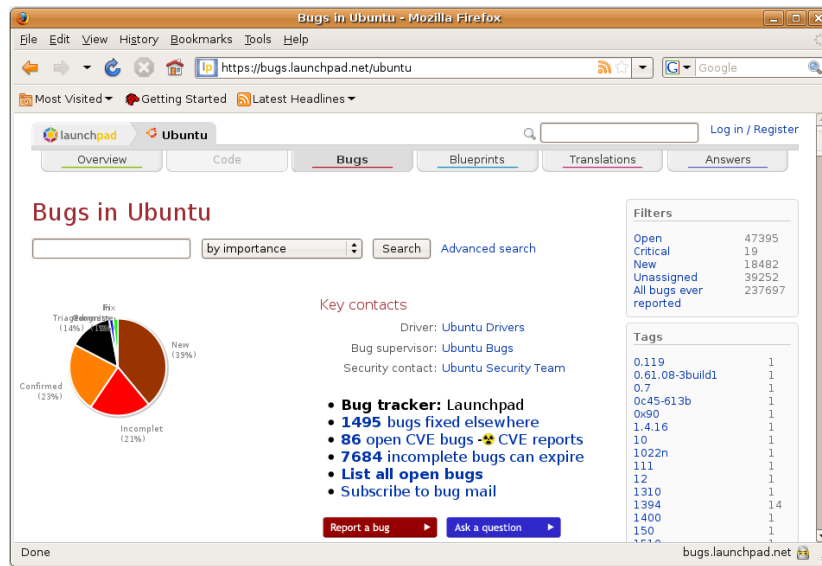 Bugs in Ubuntu - Mozilla Firefox
File Edit View History Bookmarks Tools Help
lp https://bugs.launchpad.net/ubuntu G Google
Most Visited Getting Started Latest Headlines
launchpad Ubuntu Log in / Register
Overview Code Bugs Blueprints Translations Answers
Bugs in Ubuntu
by importance Search Advanced search
New
(39%)
Incomplet
(21%)
Confirmed
(23%)
(14%)
Key contacts
Driver: Ubuntu Drivers
Bug supervisor: Ubuntu Bugs
Security contact: Ubuntu Security Team
• Bug tracker: Launchpad
• 1495 bugs fixed elsewhere
• 86 open CVE bugs - CVE reports
• 7684 incomplete bugs can expire
• List all open bugs
• Subscribe to bug mail
Report a bug Ask a question
Filters
Open 47395
Critical 19
New 18482
Unassigned 39252
All bugs ever 237697
reported
Tags
0.119 1
0.61.08-3build1 1
0.7 1
0c45-613b 1
0x90 1
1.4.16 1
10 1
1022n 1
111 1
12 1
1310 1
1394 14
1400 1
150 1
Done bugs.launchpad.net